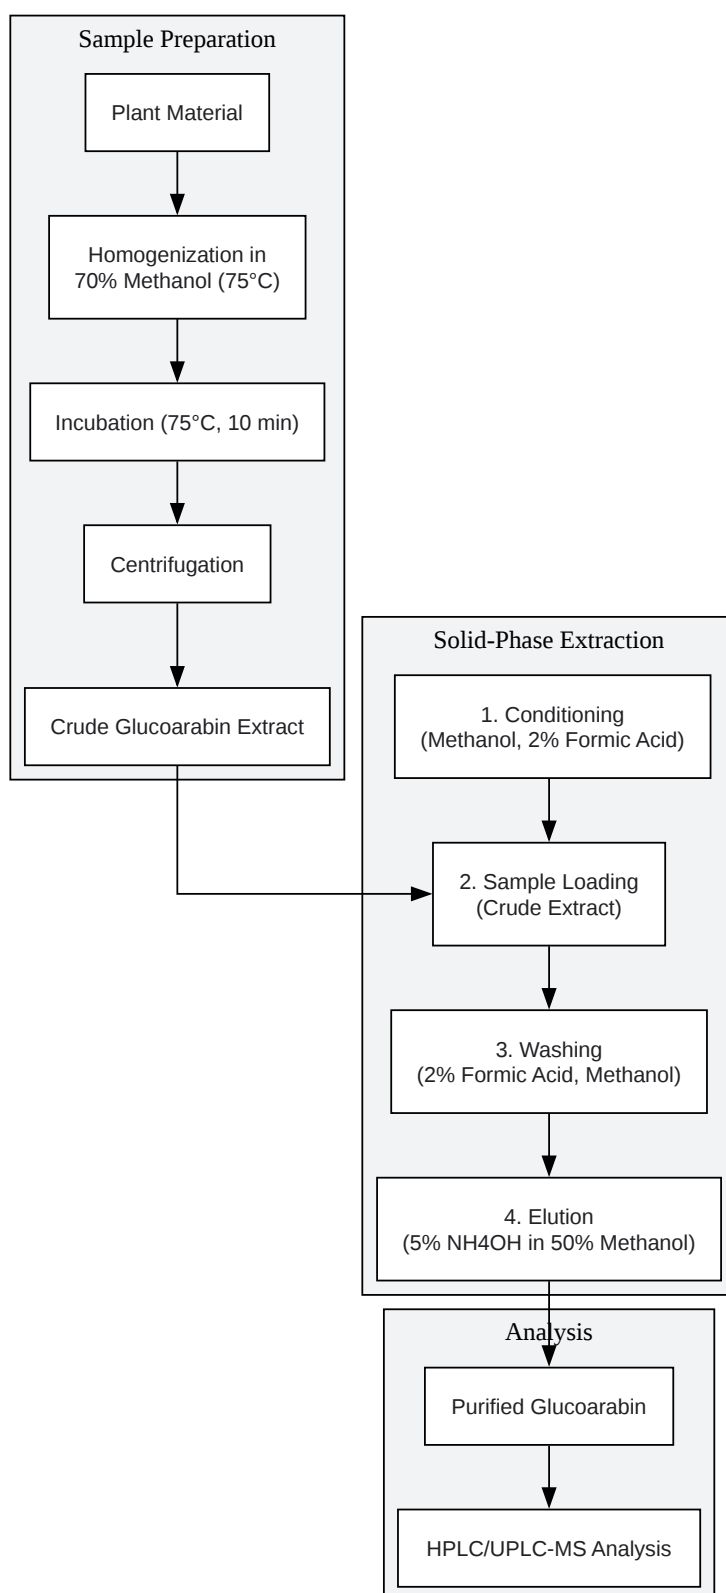 Sample Preparation
Plant Material
Homogenization in
70% Methanol (75°C)
Incubation (75°C, 10 min)
Centrifugation
Crude Glucoarabin Extract
Solid-Phase Extraction
1. Conditioning
(Methanol, 2% Formic Acid)
2. Sample Loading
(Crude Extract)
3. Washing
(2% Formic Acid, Methanol)
4. Elution
(5% NH4OH in 50% Methanol)
Analysis
Purified Glucoarabin
HPLC/UPLC-MS Analysis